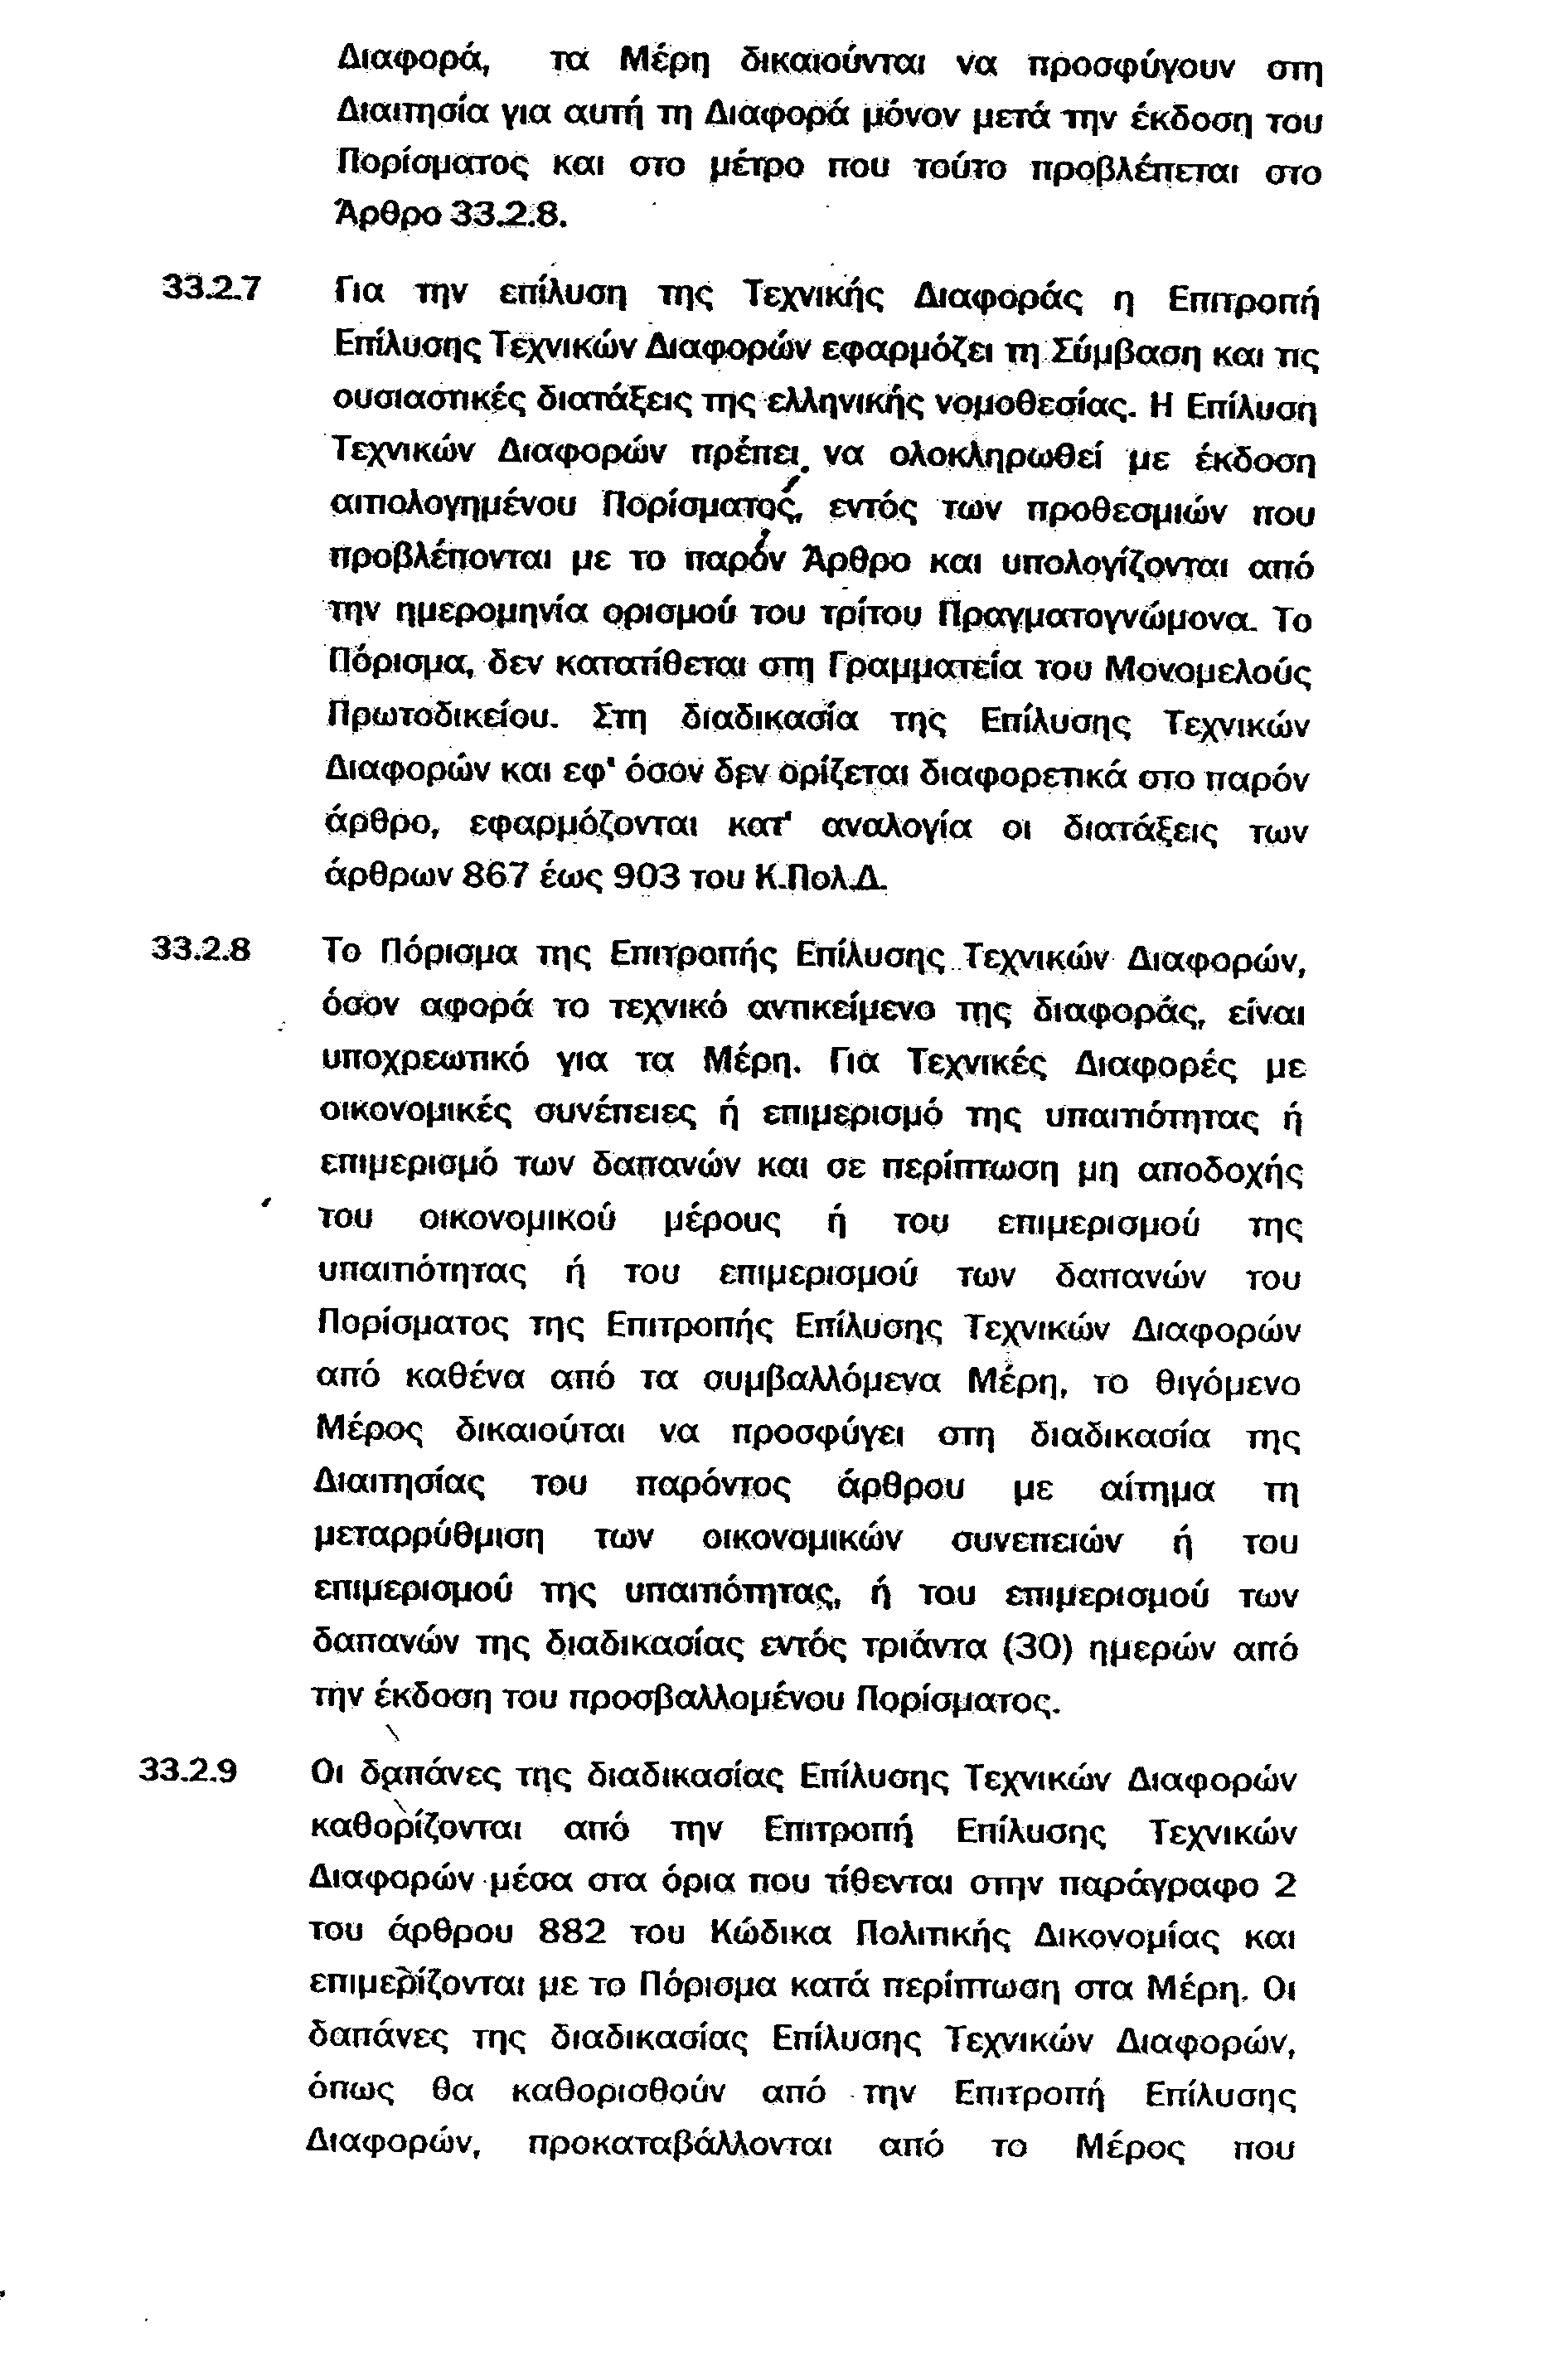 Διαφορά, τα Μέρη δικαιούνται να προσφύγουν στη
Διαιτησία για αυτή τη Διαφορά μόνον μετά την έκδοση του
Πορίσματος και στο μέτρο που τούτο προβλέπεται στο
Άρθρο 33.2.8.
33.2.7 Για την επίλυση της Τεχνικής Διαφοράς η Επιτροπή
Επίλυσης Τεχνικών Διαφορών εφαρμόζει τη Σύμβαση και τις
ουσιαστικές διατάξεις της ελληνικής νομοθεσίας. Η Επίλυση
Τεχνικών Διαφορών πρέπει να ολοκληρωθεί με έκδοση
αιτιολογημένου Πορίσματος, εντός των προθεσμιών που
προβλέπονται με το παρόν Άρθρο και υπολογίζονται από
την ημερομηνία ορισμού του τρίτου Πραγματογνώμονα. Το
Πόρισμα, δεν κατατίθεται στη Γραμματεία του Μονομελούς
Πρωτοδικείου. Στη διαδικασία της Επίλυσης Τεχνικών
Διαφορών και εφ' όσον δεν ορίζεται διαφορετικά στο παρόν
άρθρο, εφαρμόζονται κατ' αναλογία οι διατάξεις των
άρθρων 867 έως 903 του Κ.Πολ.Δ.
33.2.8 Το Πόρισμα της Επιτροπής Επίλυσης Τεχνικών Διαφορών,
όσον αφορά το τεχνικό αντικείμενο της διαφοράς, είναι
υποχρεωτικό για τα Μέρη. Για Τεχνικές Διαφορές με
οικονομικές συνέπειες ή επιμερισμό της υπαιτιότητας ή
επιμερισμό των δαπανών και σε περίπτωση μη αποδοχής
του οικονομικού μέρους ή του επιμερισμού της
υπαιτιότητας ή του επιμερισμού των δαπανών του
Πορίσματος της Επιτροπής Επίλυσης Τεχνικών Διαφορών
από καθένα από τα συμβαλλόμενα Μέρη, το θιγόμενο
Μέρος δικαιούται να προσφύγει στη διαδικασία της
Διαιτησίας του παρόντος άρθρου με αίτημα τη
μεταρρύθμιση των οικονομικών συνεπειών ή του
επιμερισμού της υπαιτιότητας, ή του επιμερισμού των
δαπανών της διαδικασίας εντός τριάντα (30) ημερών από
την έκδοση του προσβαλλομένου Πορίσματος.
33.2.9 Οι δαπάνες της διαδικασίας Επίλυσης Τεχνικών Διαφορών
καθορίζονται από την Επιτροπή Επίλυσης Τεχνικών
Διαφορών μέσα στα όρια που τίθενται στην παράγραφο 2
του άρθρου 882 του Κώδικα Πολιτικής Δικονομίας και
επιμερίζονται με το Πόρισμα κατά περίπτωση στα Μέρη. Οι
δαπάνες της διαδικασίας Επίλυσης Τεχνικών Διαφορών,
όπως θα καθορισθούν από την Επιτροπή Επίλυσης
Διαφορών, προκαταβάλλονται από το Μέρος που